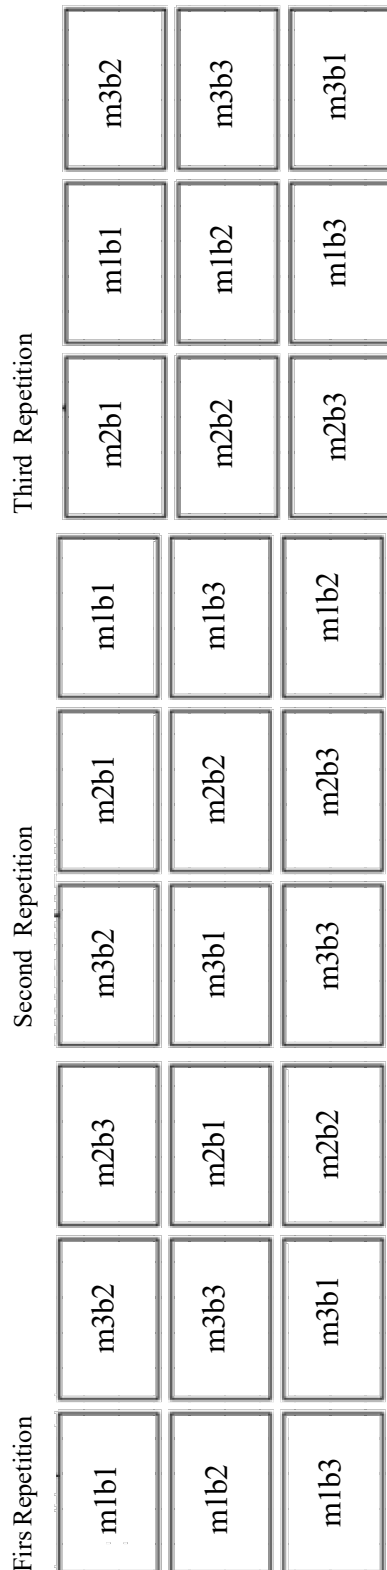 Firs Repetition Second Repetition Third Repetition
m1b1 m3b2 m2b3 m3b2 m2b1 m1b1 m2b1 m1b1 m3b2
m1b2 m3b3 m2b1 m3b1 m2b2 m1b3 m2b2 m1b2 m3b3
m1b3 m3b1 m2b2 m3b3 m2b3 m1b2 m2b3 m1b3 m3b1